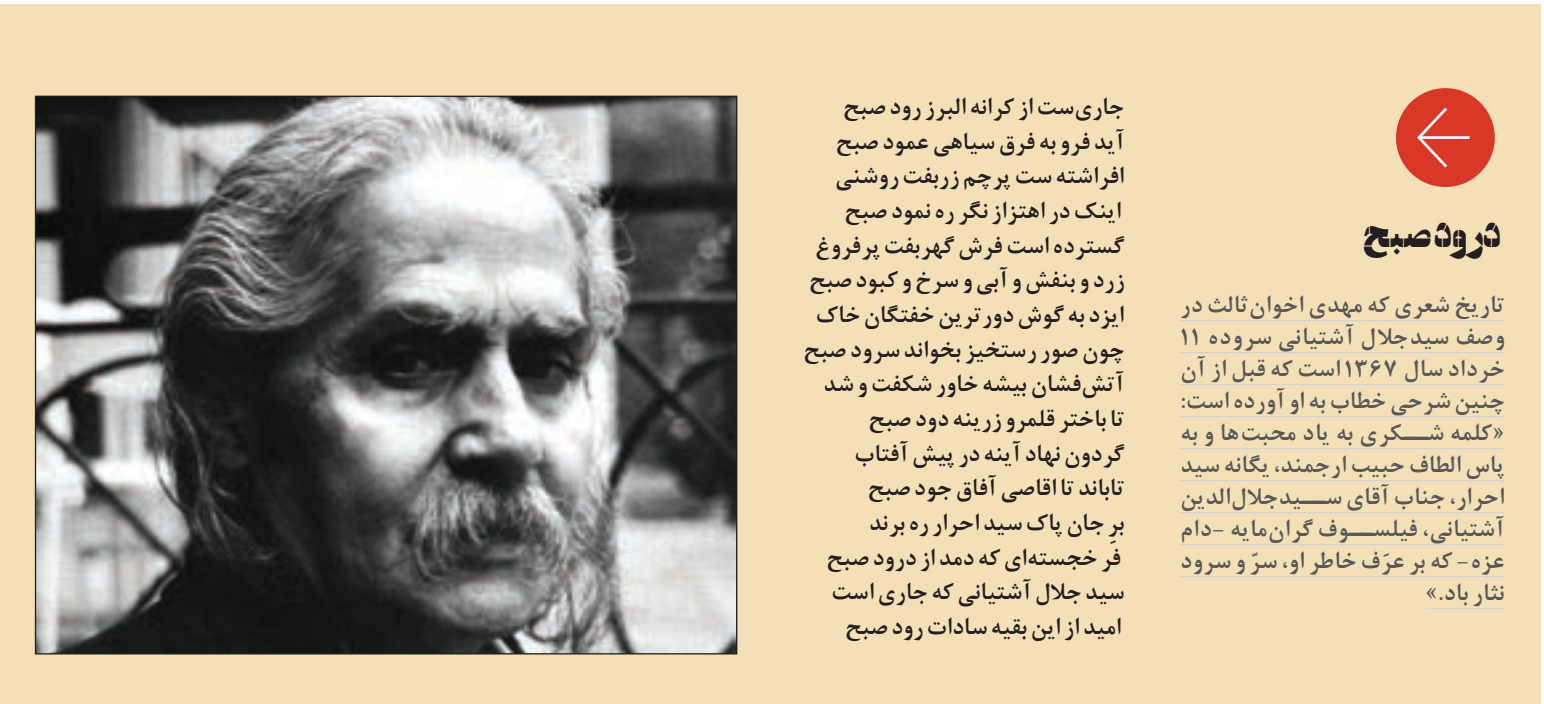 درود صبح
تاریخ شعری که مهدی اخوان‌ثالث در
وصف سیدجلال آشتیانی سروده ۱۱
خرداد سال ۱۳۶۷است که قبل از آن
چنین شرحی خطاب به او آورده است:
«کلمه شکری به یاد محبت‌ها و به
پاس الطاف حبیب ارجمند، یگانه سید
احرار، جناب آقای سیدجلال‌الدین
آشتیانی، فیلسوف گران‌مایه -دام
عزه- که بر عرَف خاطر او، سرّ و سرود
نثار باد.»
جاری‌ست از کرانه البرز رود صبح
آید فرو به فرق سیاهی عمود صبح
افراشته ست پرچم زربفت روشنی
اینک در اهتزاز نگر ره نمود صبح
گسترده است فرش گهربفت پرفروغ
زرد و بنفش و آبی و سرخ و کبود صبح
ایزد به گوش دورترین خفتگان خاک
چون صور رستخیز بخواند سرود صبح
آتش‌فشان بیشه خاور شکفت و شد
تا باختر قلمرو زرینه دود صبح
گردون نهاد آینه در پیش آفتاب
تاباند تا اقاصی آفاق جود صبح
بر جان پاک سید احرار ره برند
فرِ خجسته‌ای که دمد از درود صبح
سید جلال آشتیانی که جاری است
امید از این بقیه سادات رود صبح